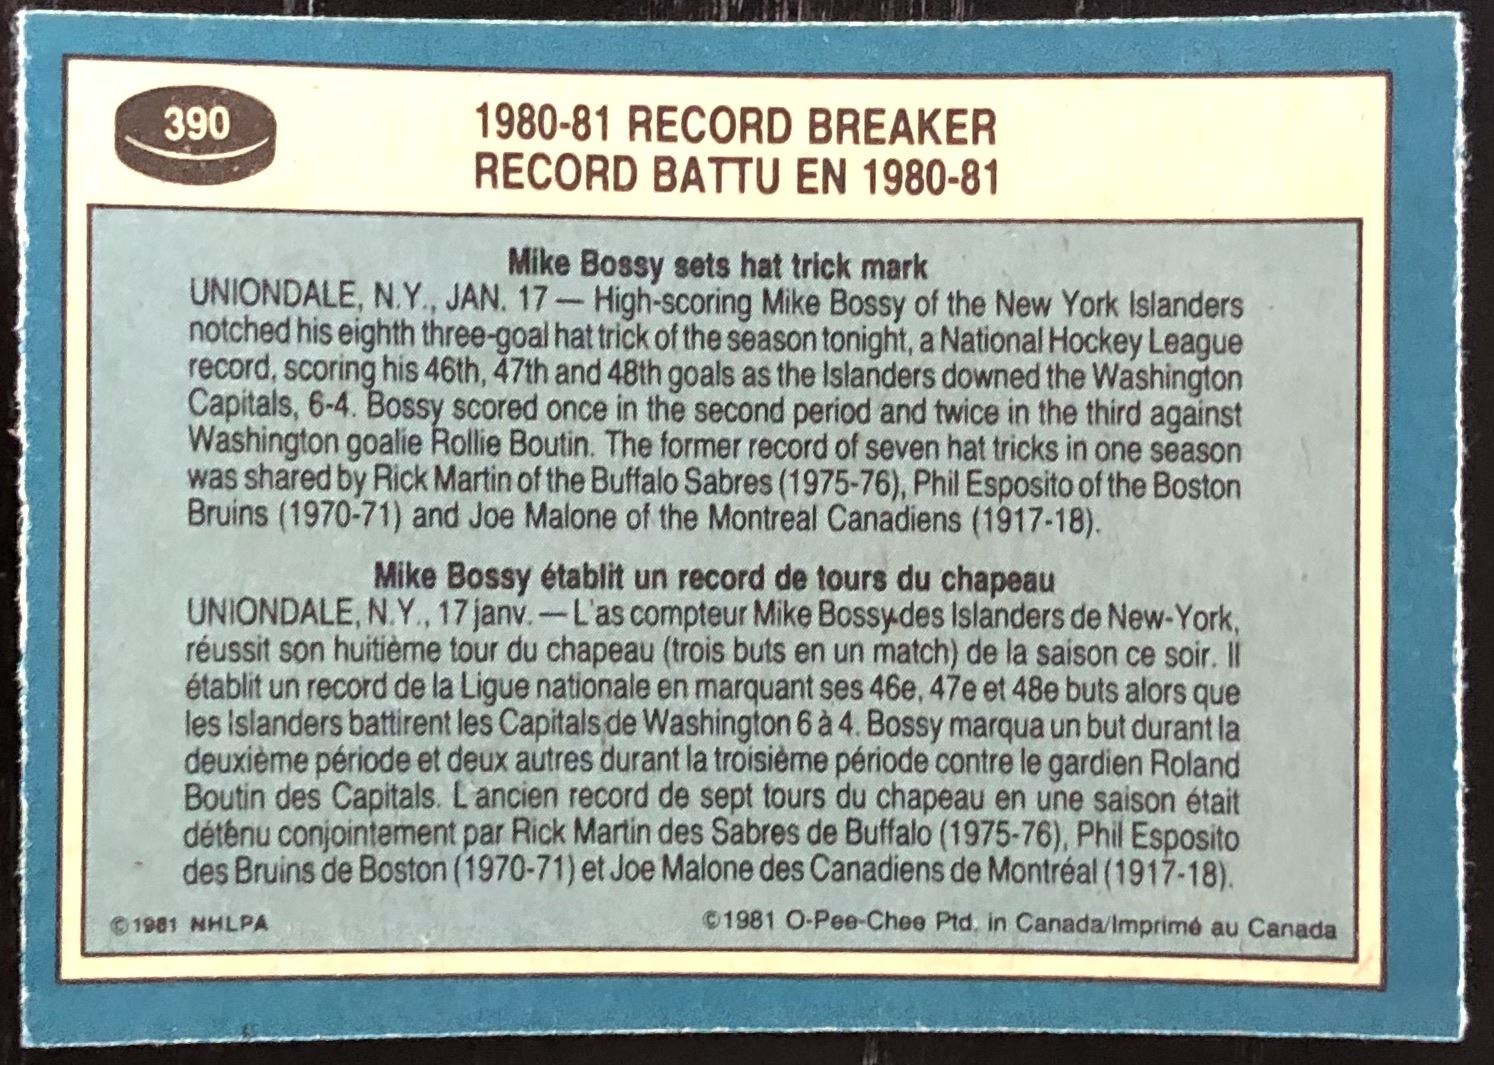 390
1980-81 RECORD BREAKER
RECORD BATTU EN 1980-81
Mike Bossy sets hat trick mark
UNIONDALE, N.Y., JAN. 17 — High-scoring Mike Bossy of the New York Islanders
notched his eighth three-goal hat trick of the season tonight, a National Hockey League
record, scoring his 46th, 47th and 48th goals as the Islanders downed the Washington
Capitals, 6-4. Bossy scored once in the second period and twice in the third against
Washington goalie Rollie Boutin. The former record of seven hat tricks in one season
was shared by Rick Martin of the Buffalo Sabres (1975-76), Phil Esposito of the Boston
Bruins (1970-71) and Joe Malone of the Montreal Canadiens (1917-18).
Mike Bossy établit un record de tours du chapeau
UNIONDALE, N.Y., 17 janv. — L'as compteur Mike Bossy des Islanders de New-York,
réussit son huitième tour du chapeau (trois buts en un match) de la saison ce soir. Il
établit un record de la Ligue nationale en marquant ses 46e, 47e et 48e buts alors que
les Islanders battirent les Capitals de Washington 6 à 4. Bossy marqua un but durant la
deuxième période et deux autres durant la troisième période contre le gardien Roland
Boutin des Capitals. L'ancien record de sept tours du chapeau en une saison était
détenu conjointement par Rick Martin des Sabres de Buffalo (1975-76), Phil Esposito
des Bruins de Boston (1970-71) et Joe Malone des Canadiens de Montréal (1917-18).
©1981 NHLPA
©1981 O-Pee-Chee Ptd. in Canada/Imprimé au Canada